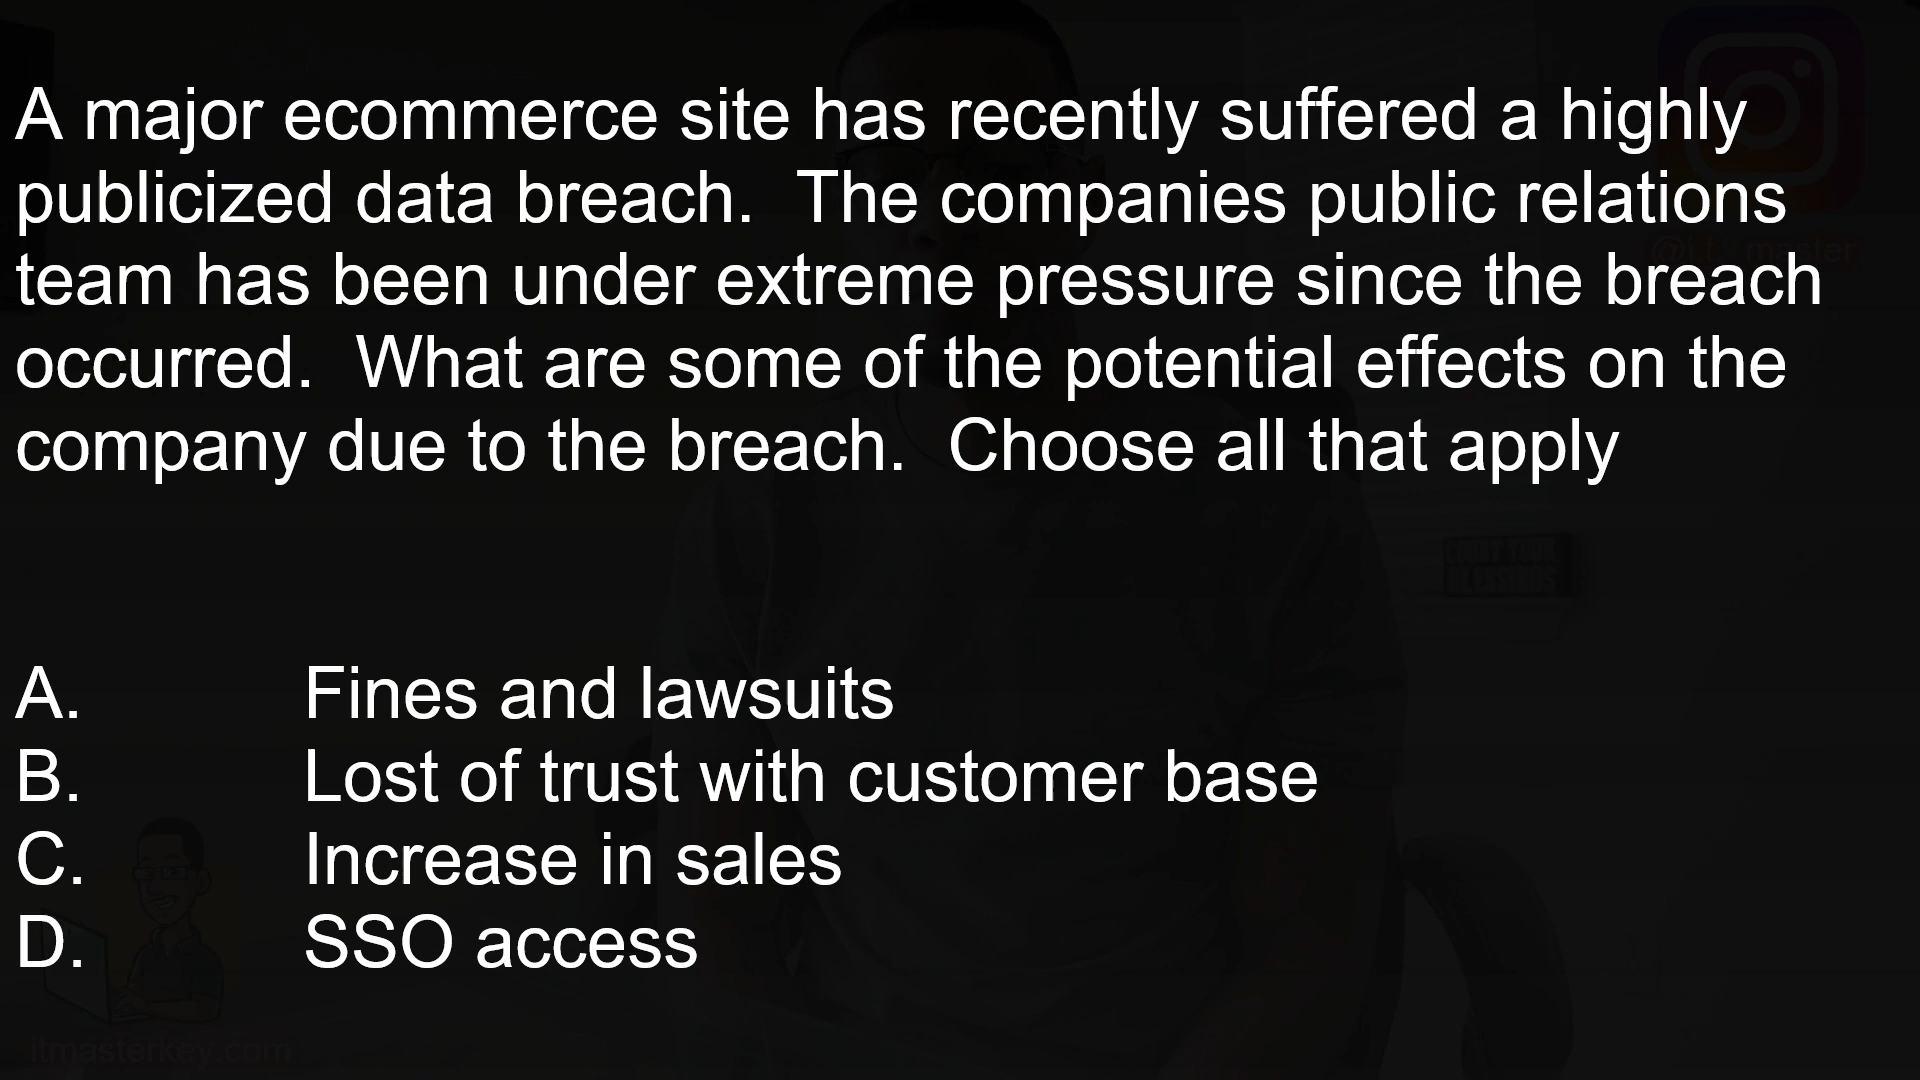 A major ecommerce site has recently suffered a highly
publicized data breach.  The companies public relations
team has been under extreme pressure since the breach
occurred.  What are some of the potential effects on the
company due to the breach.  Choose all that apply
A. Fines and lawsuits
B. Lost of trust with customer base
C. Increase in sales
D. SSO access
itmasterkey.com